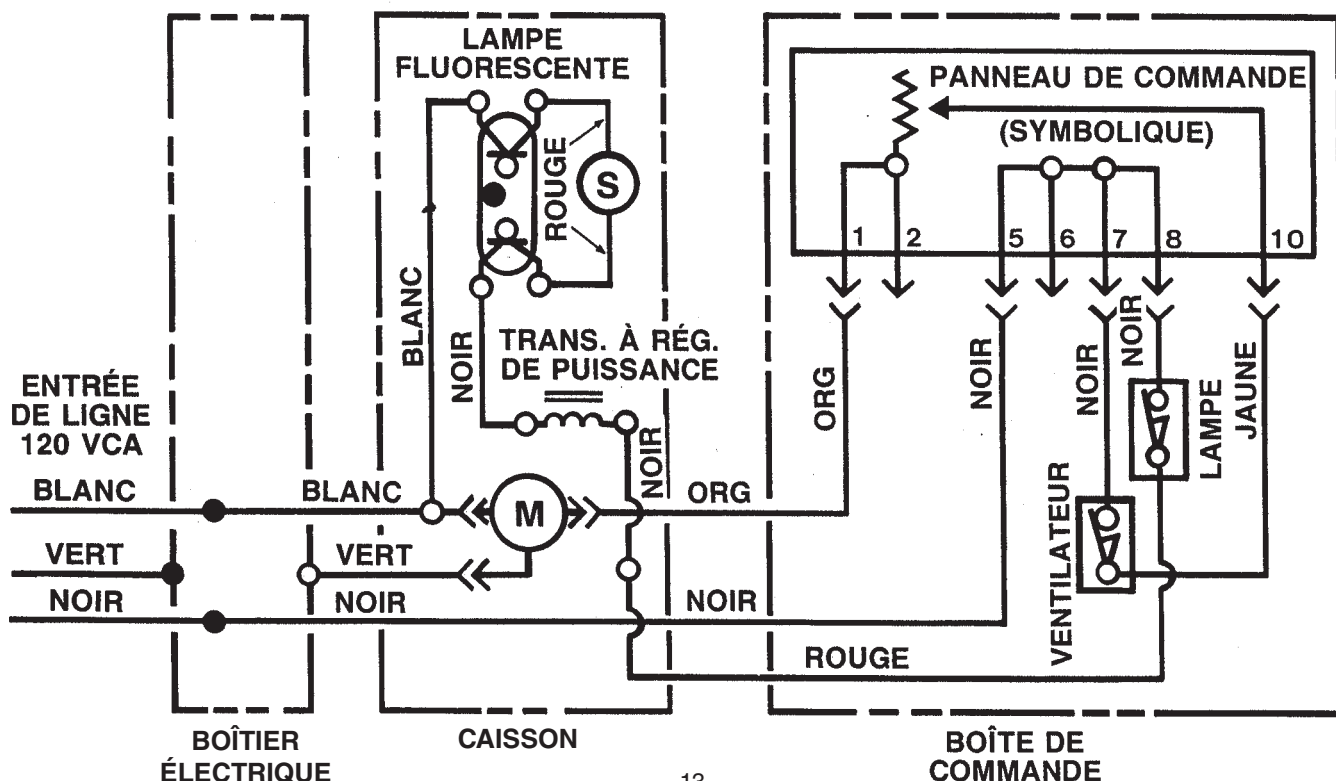 LAMPE
FLUORESCENTE
PANNEAU DE COMMANDE
(SYMBOLIQUE)
ROUGE
S
1
2
5
6
7
8
10
BLANC
NOIR
TRANS. À RÉG.
DE PUISSANCE
NOIR
ORG
NOIR
NOIR
NOIR
LAMPE
JAUNE
ENTRÉE
DE LIGNE
120 VCA
BLANC
BLANC
M
ORG
VENTILATEUR
VERT
VERT
NOIR
NOIR
NOIR
ROUGE
BOÎTIER
ÉLECTRIQUE
CAISSON
BOÎTE DE
COMMANDE
13